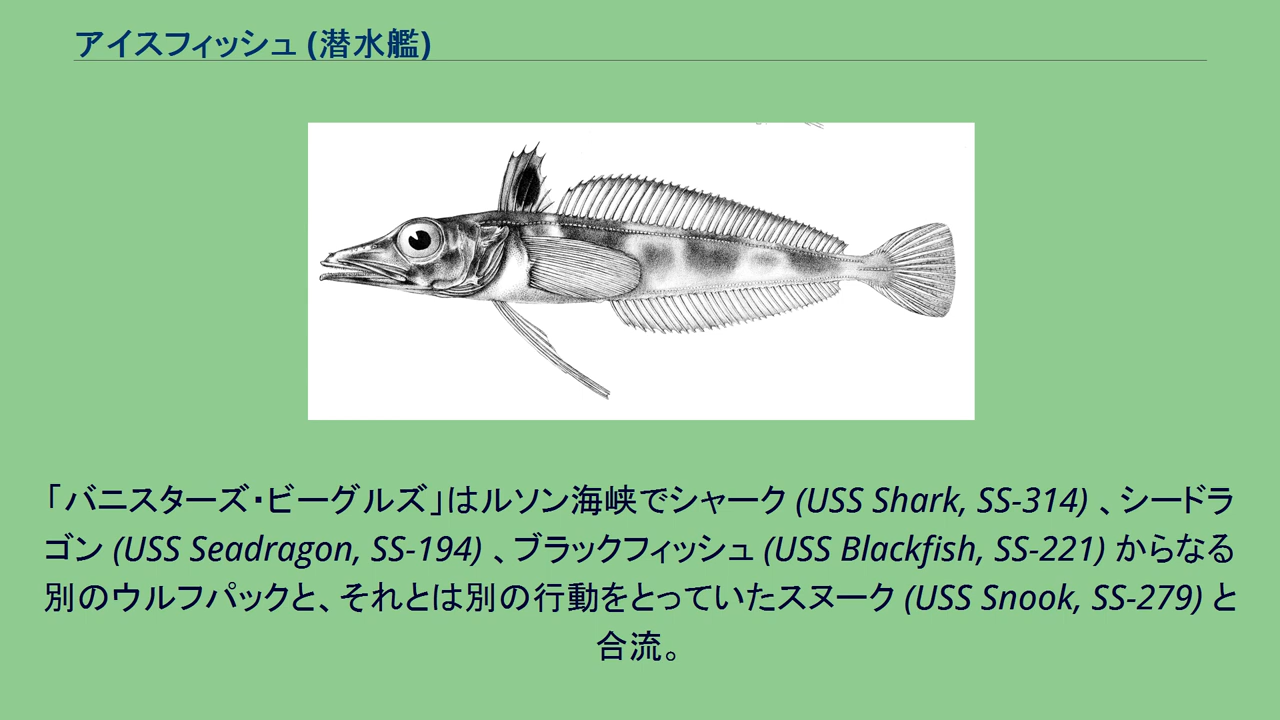 アイスフィッシュ (潜水艦)
「バニスターズ・ビーグルズ」はルソン海峡でシャーク (USS Shark, SS-314) 、シードラ
ゴン (USS Seadragon, SS-194) 、ブラックフィッシュ (USS Blackfish, SS-221) からなる
別のウルフパックと、それとは別の行動をとっていたスヌーク (USS Snook, SS-279) と
合流。